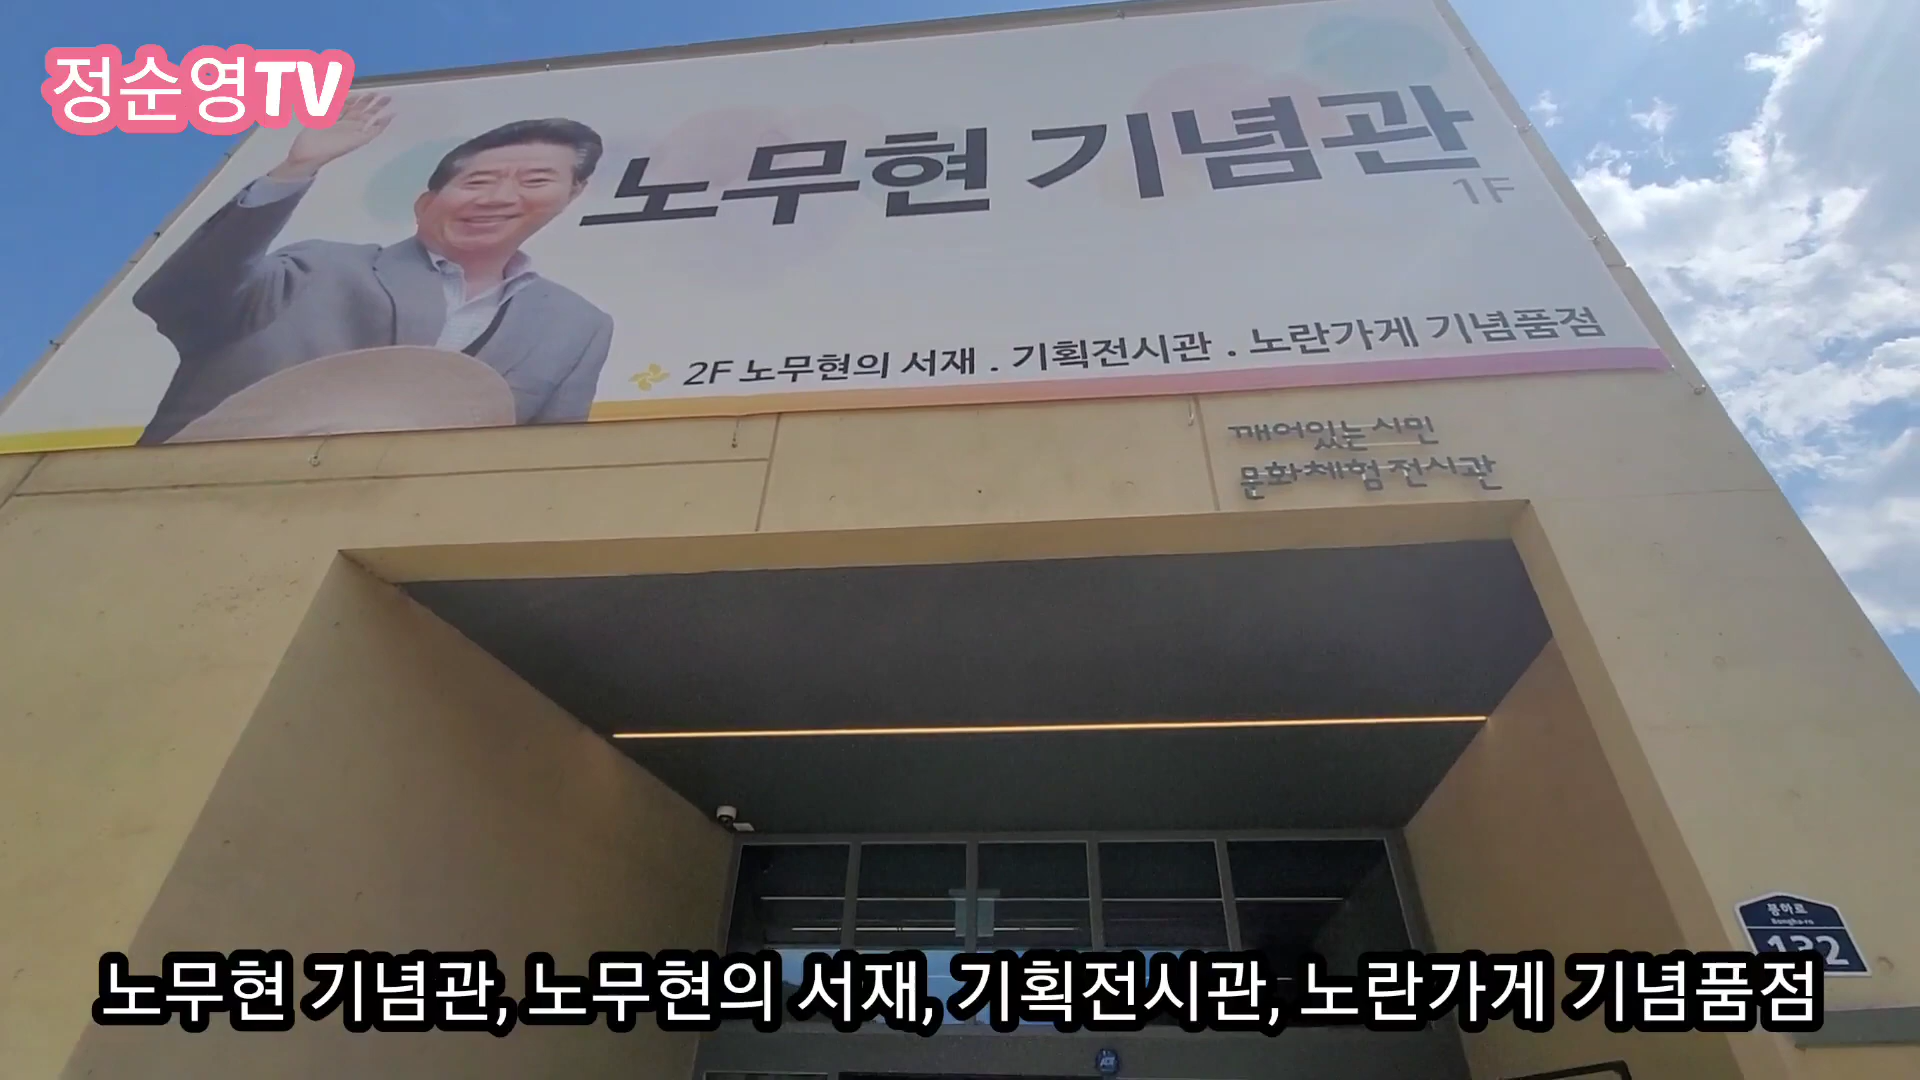 정순영TV
노무현 기념관
1F
2F 노무현의 서재 . 기획전시관 . 노란가게 기념품점
깨어있는 시민
문화체험 전시관
봉하로
Bongha-ro
132
노무현 기념관, 노무현의 서재, 기획전시관, 노란가게 기념품점